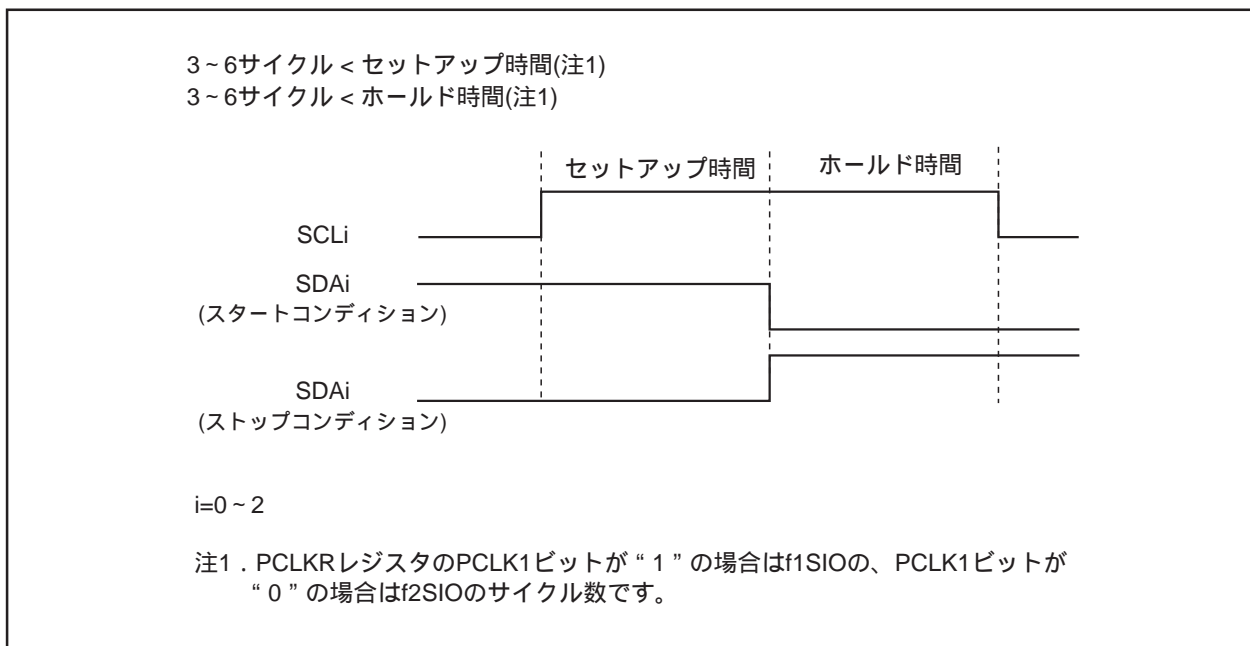 3~6サイクル < セットアップ時間(注1)
3~6サイクル < ホールド時間(注1)
セットアップ時間 ホールド時間
SCLi
SDAi
(スタートコンディション)
SDAi
(ストップコンディション)
i=0~2
注1．PCLKRレジスタのPCLK1ビットが“1”の場合はf1SIOの、PCLK1ビットが
“0”の場合はf2SIOのサイクル数です。